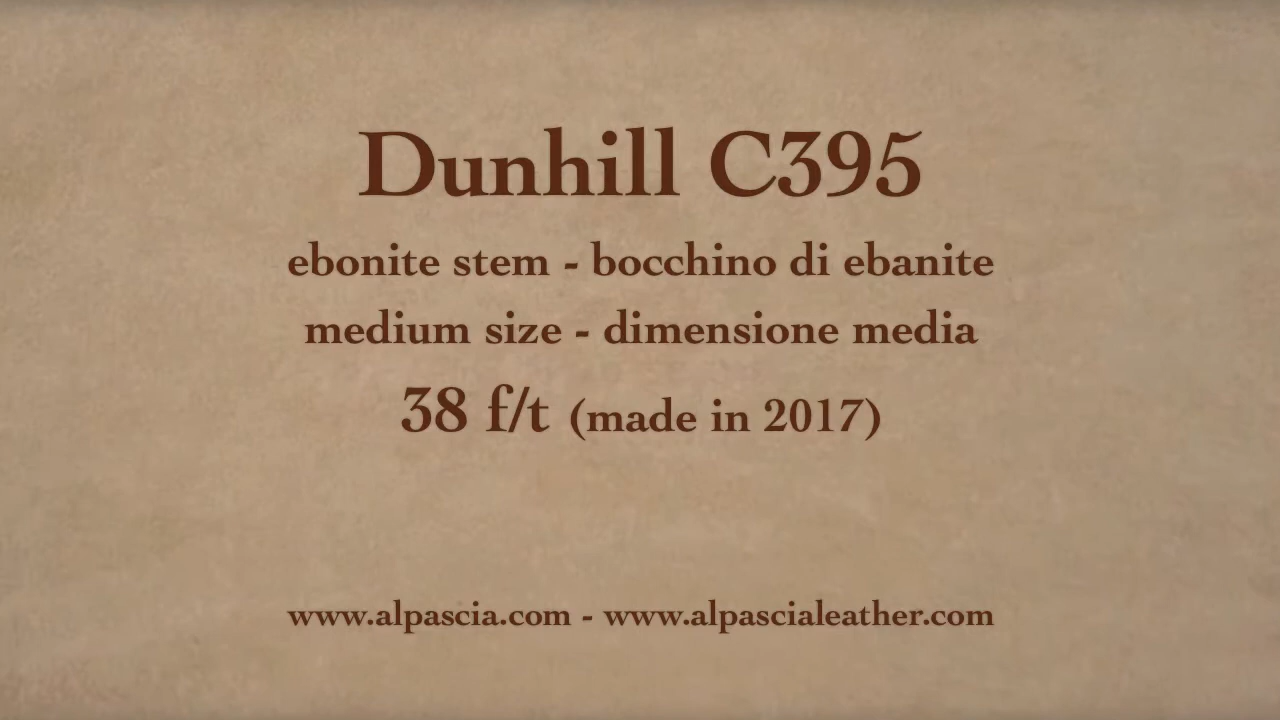 Dunhill C395
ebonite stem - bocchino di ebanite
medium size - dimensione media
38 f/t (made in 2017)
www.alpascia.com - www.alpascialeather.com